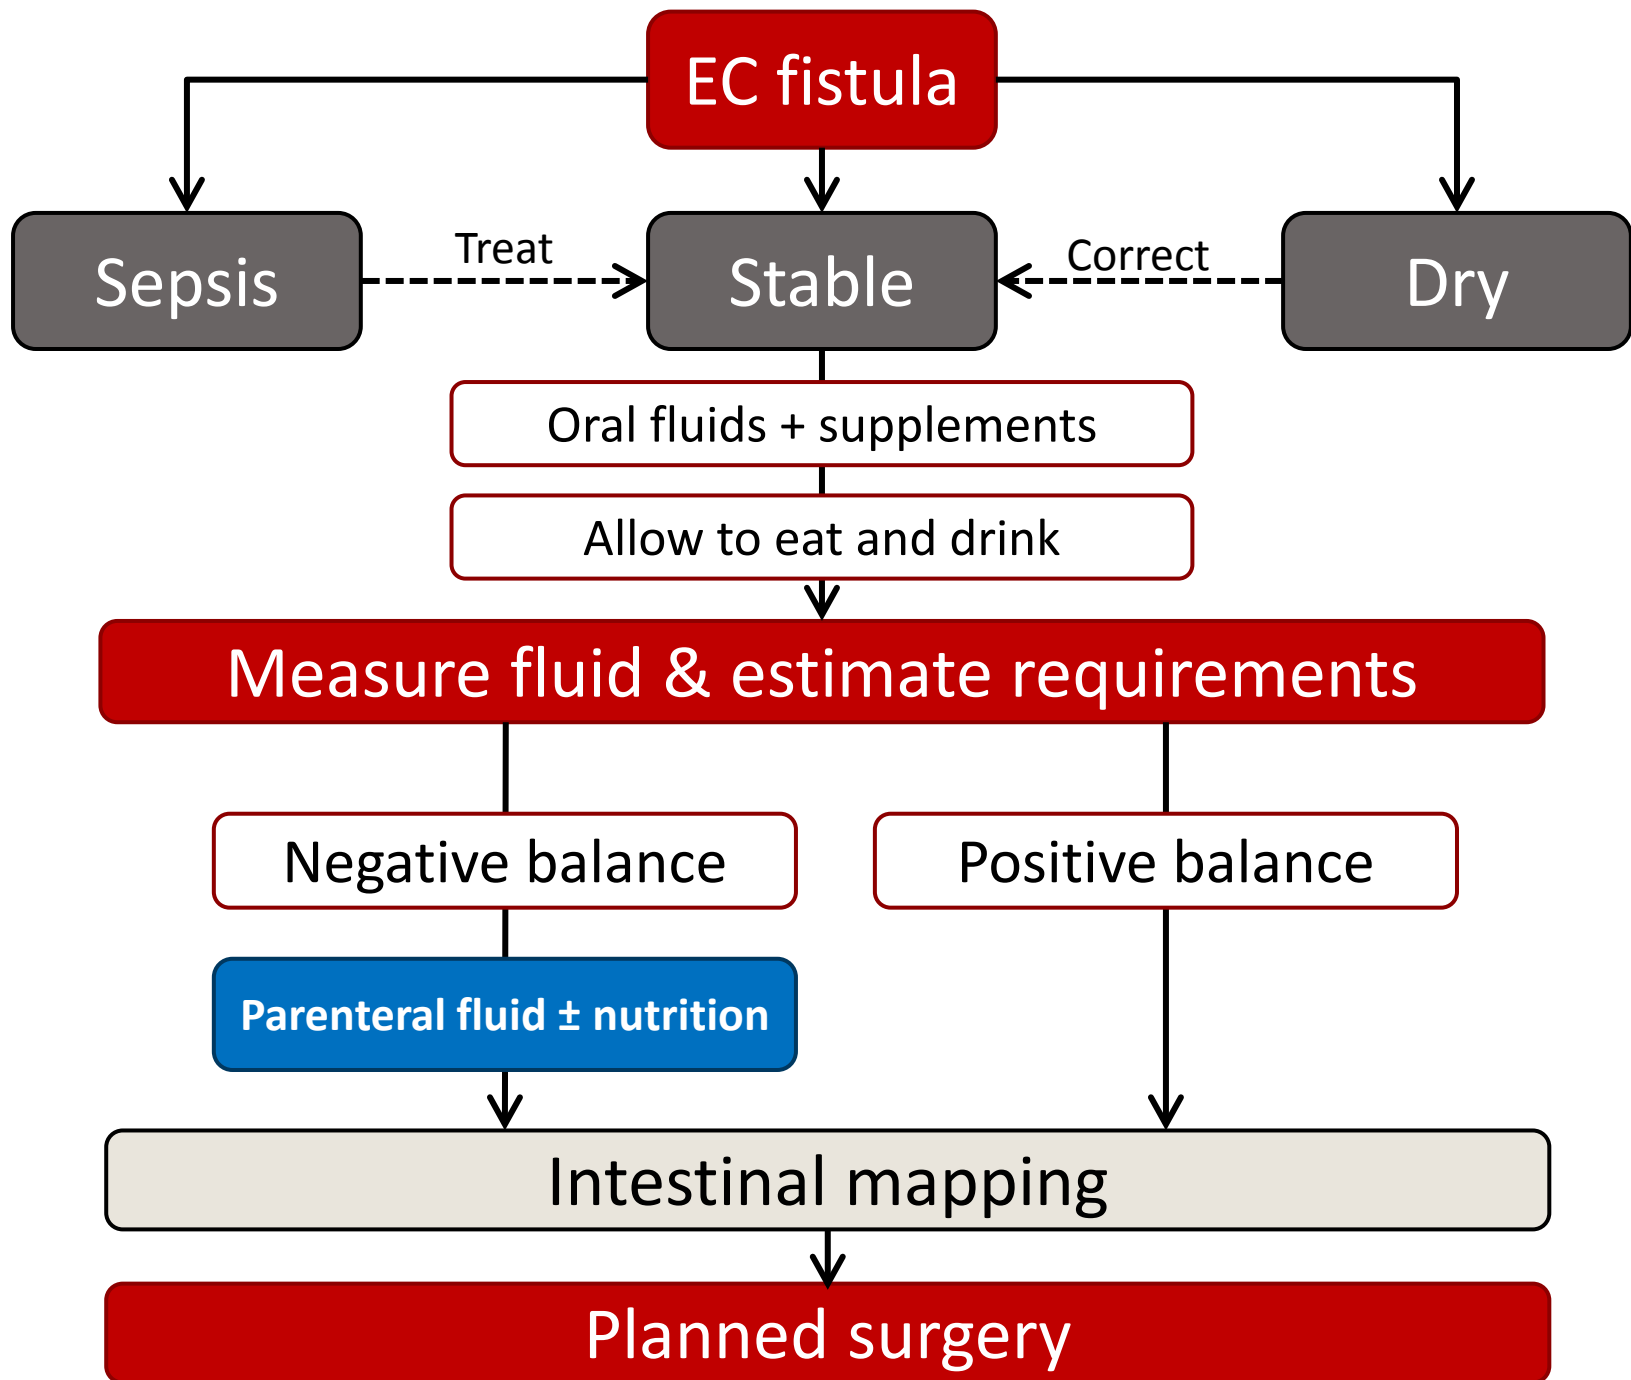 EC fistula
Sepsis
Treat
Stable
Correct
Dry
Oral fluids + supplements
Allow to eat and drink
Measure fluid & estimate requirements
Negative balance
Positive balance
Parenteral fluid ± nutrition
Intestinal mapping
Planned surgery